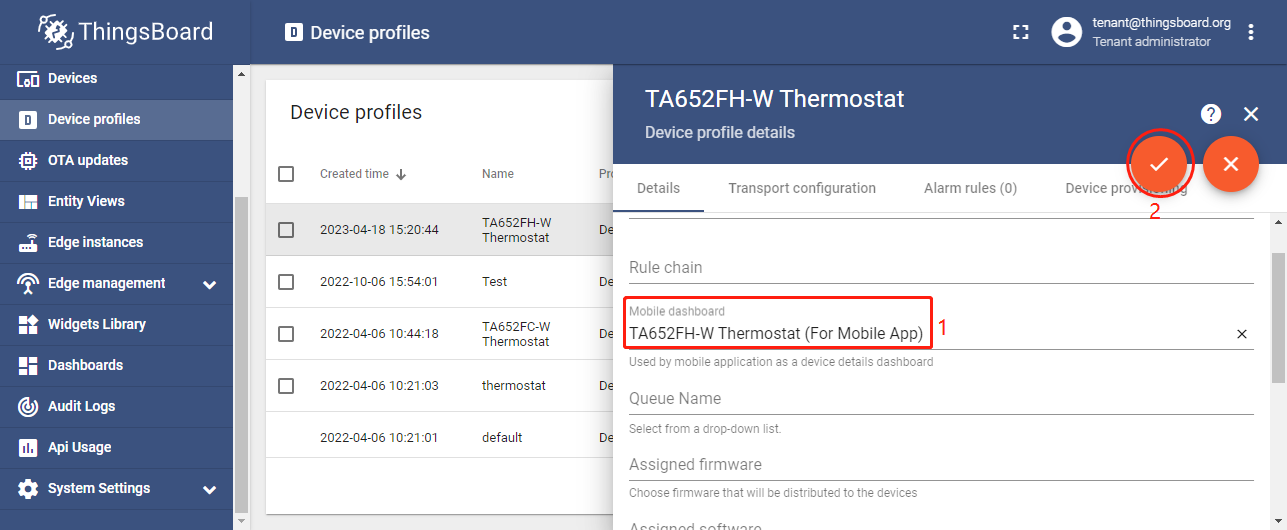 ThingsBoard
Device profiles
tenant@thingsboard.org
Tenant administrator
Devices
Device profiles
OTA updates
Entity Views
Edge instances
Edge management
Widgets Library
Dashboards
Audit Logs
Api Usage
System Settings
Device profiles
Created time
Name
2023-04-18 15:20:44
TA652FH-W
Thermostat
De
2022-10-06 15:54:01
Test
De
2022-04-06 10:44:18
TA652FC-W
Thermostat
De
2022-04-06 10:21:03
thermostat
De
2022-04-06 10:21:01
default
De
TA652FH-W Thermostat
Device profile details
Details
Transport configuration
Alarm rules (0)
Device provisioning
2
Rule chain
Mobile dashboard
TA652FH-W Thermostat (For Mobile App)
1
Used by mobile application as a device details dashboard
Queue Name
Select from a drop-down list.
Assigned firmware
Choose firmware that will be distributed to the devices
Assigned software